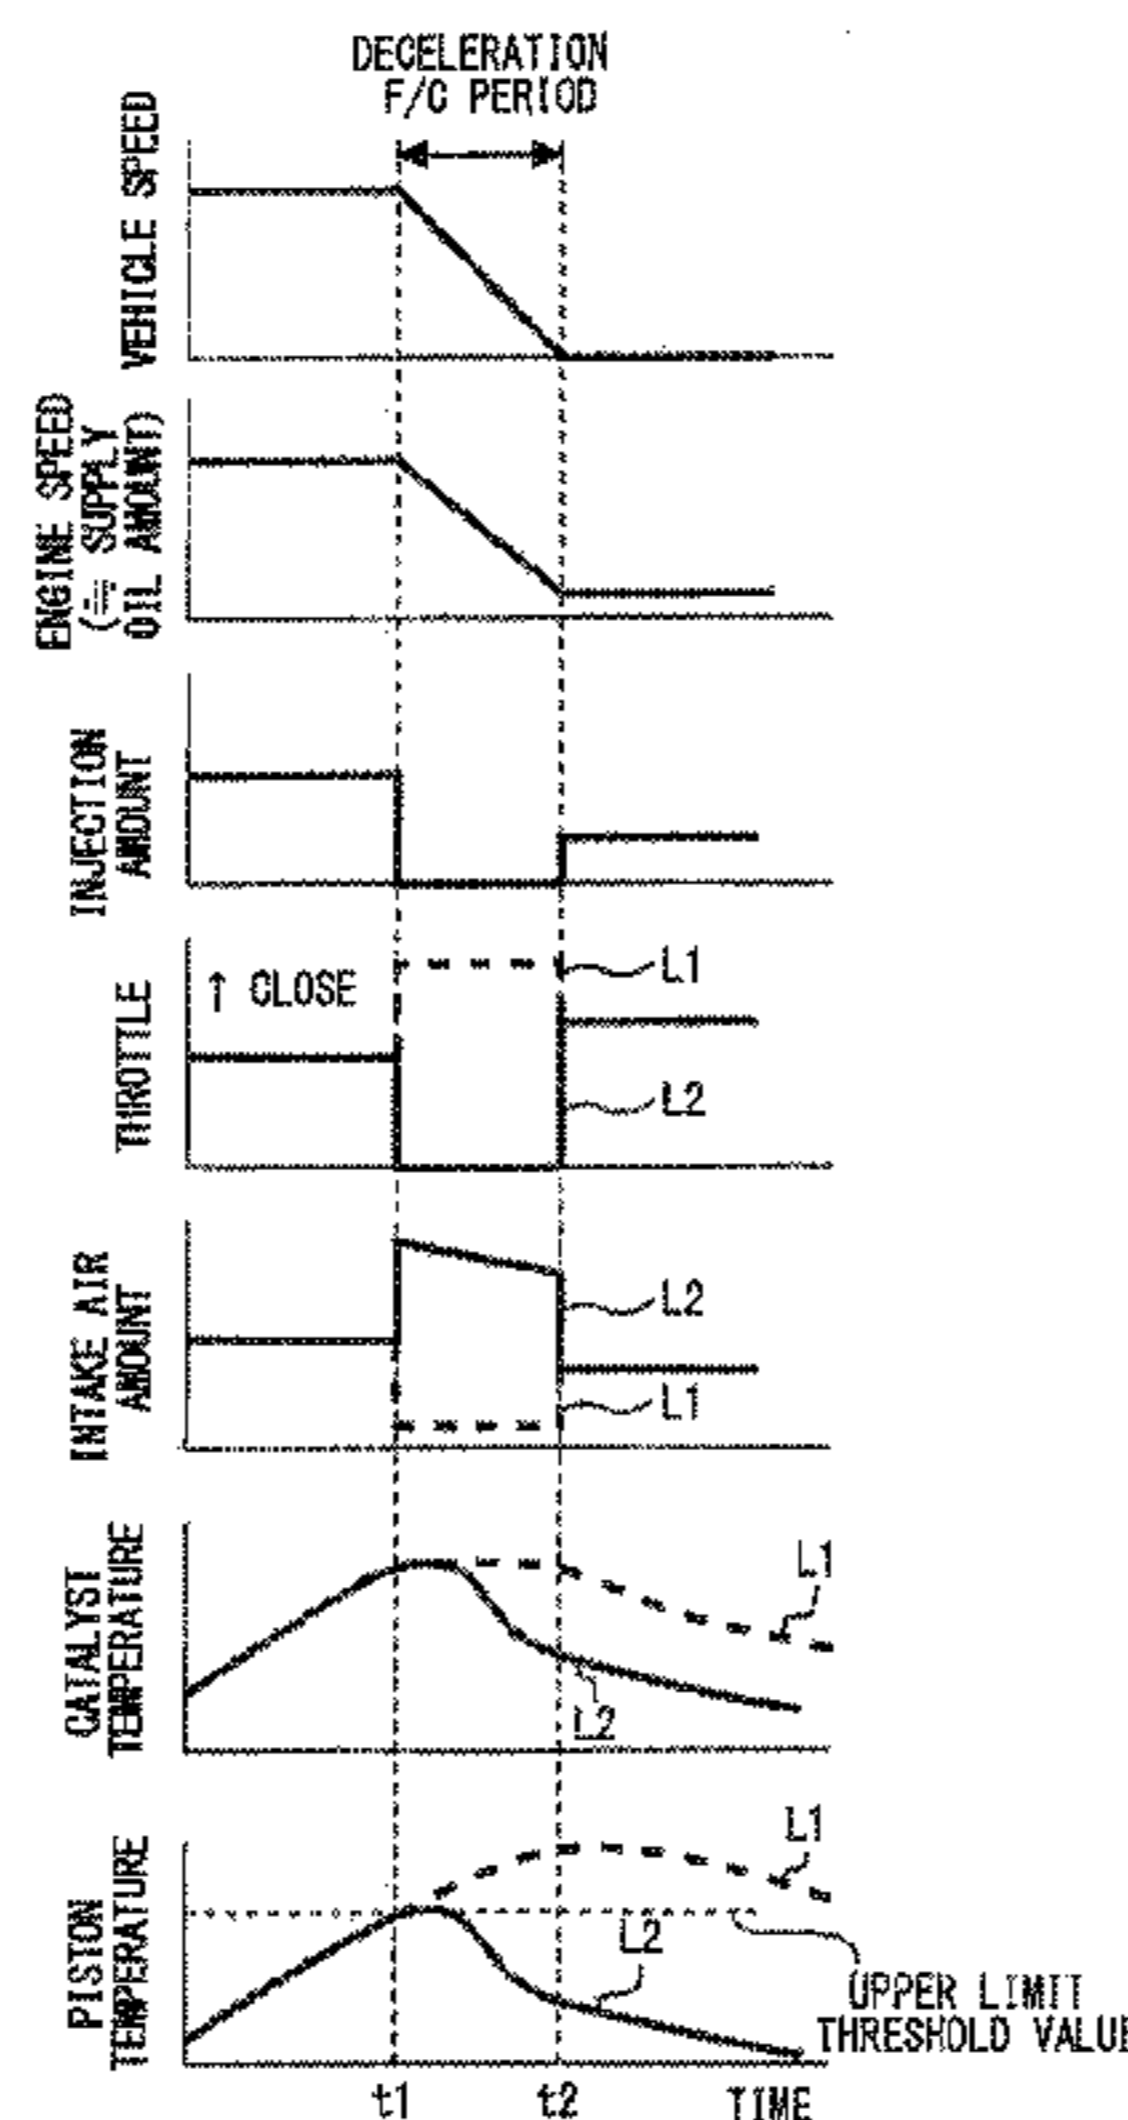 DECELERATION
F/C PERIOD
VEHICLE SPEED
ENGINE SPEED
(≒ SUPPLY
OIL AMOUNT)
INJECTION
AMOUNT
THROTTLE
↑ CLOSE
L1
L2
INTAKE AIR
AMOUNT
L2
L1
CATALYST
TEMPERATURE
L1
L2
PISTON
TEMPERATURE
L1
L2
UPPER LIMIT
THRESHOLD VALUE
t1 t2 TIME